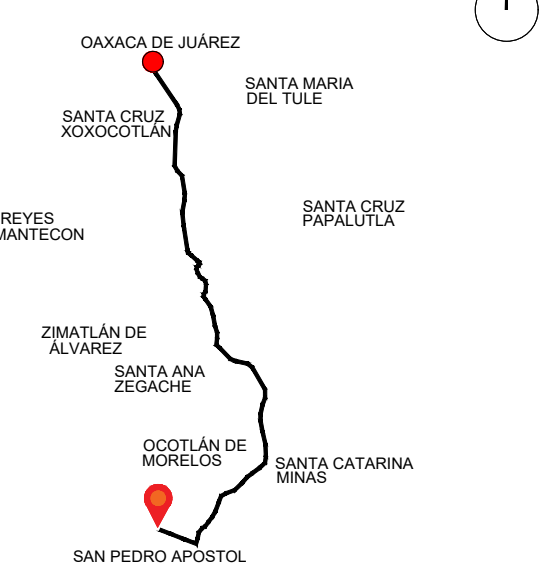 OAXACA DE JUÁREZ
SANTA MARIA
DEL TULE
SANTA CRUZ
XOXOCOTLÁN
SANTA CRUZ
PAPALUTLA
REYES
MANTECON
ZIMATLÁN DE
ÁLVAREZ
SANTA ANA
ZEGACHE
OCOTLÁN DE
MORELOS
SANTA CATARINA
MINAS
SAN PEDRO APOSTOL